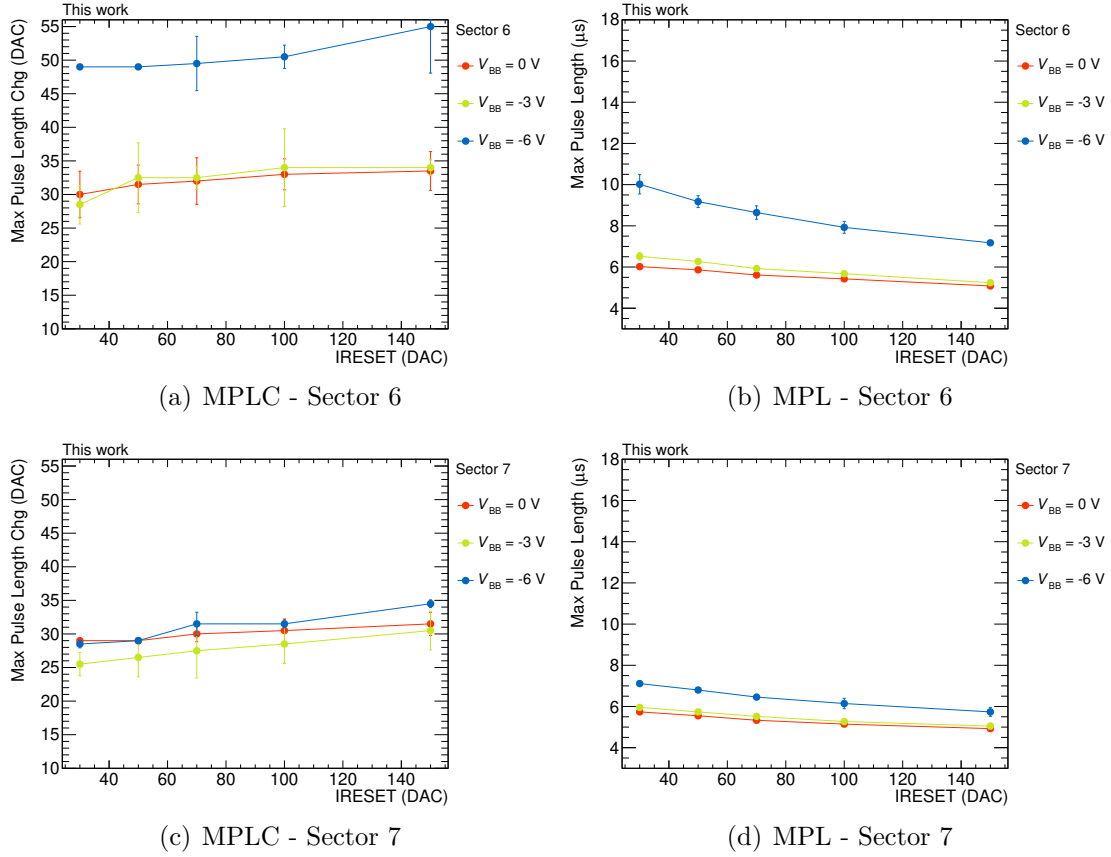 This work
Max Pulse Length Chg (DAC)
55
50
45
40
35
30
25
20
15
10
40 60 80 100 120 140
IRESET (DAC)
Sector 6
V_BB = 0 V
V_BB = -3 V
V_BB = -6 V
(a) MPLC - Sector 6
This work
Max Pulse Length (μs)
18
16
14
12
10
8
6
4
40 60 80 100 120 140
IRESET (DAC)
Sector 6
V_BB = 0 V
V_BB = -3 V
V_BB = -6 V
(b) MPL - Sector 6
This work
Max Pulse Length Chg (DAC)
55
50
45
40
35
30
25
20
15
10
40 60 80 100 120 140
IRESET (DAC)
Sector 7
V_BB = 0 V
V_BB = -3 V
V_BB = -6 V
(c) MPLC - Sector 7
This work
Max Pulse Length (μs)
18
16
14
12
10
8
6
4
40 60 80 100 120 140
IRESET (DAC)
Sector 7
V_BB = 0 V
V_BB = -3 V
V_BB = -6 V
(d) MPL - Sector 7